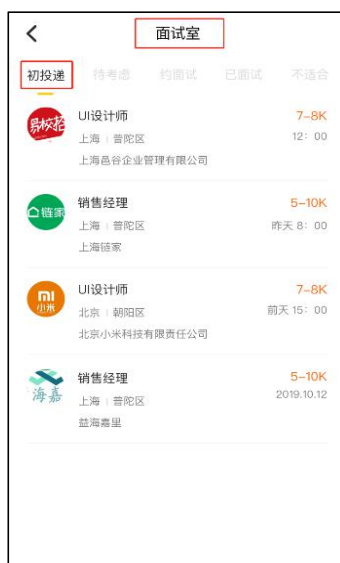 面试室
初投递 待考虑 约面试 已面试 不适合
易校招 UI设计师 7-8K
上海 | 普陀区 12：00
上海邑谷企业管理有限公司
链家 销售经理 5-10K
上海 | 普陀区 昨天 8：00
上海链家
UI设计师 7-8K
小米 北京 | 朝阳区 前天 15：00
北京小米科技有限责任公司
销售经理 5-10K
海嘉 上海 | 普陀区 2019.10.12
益海嘉里